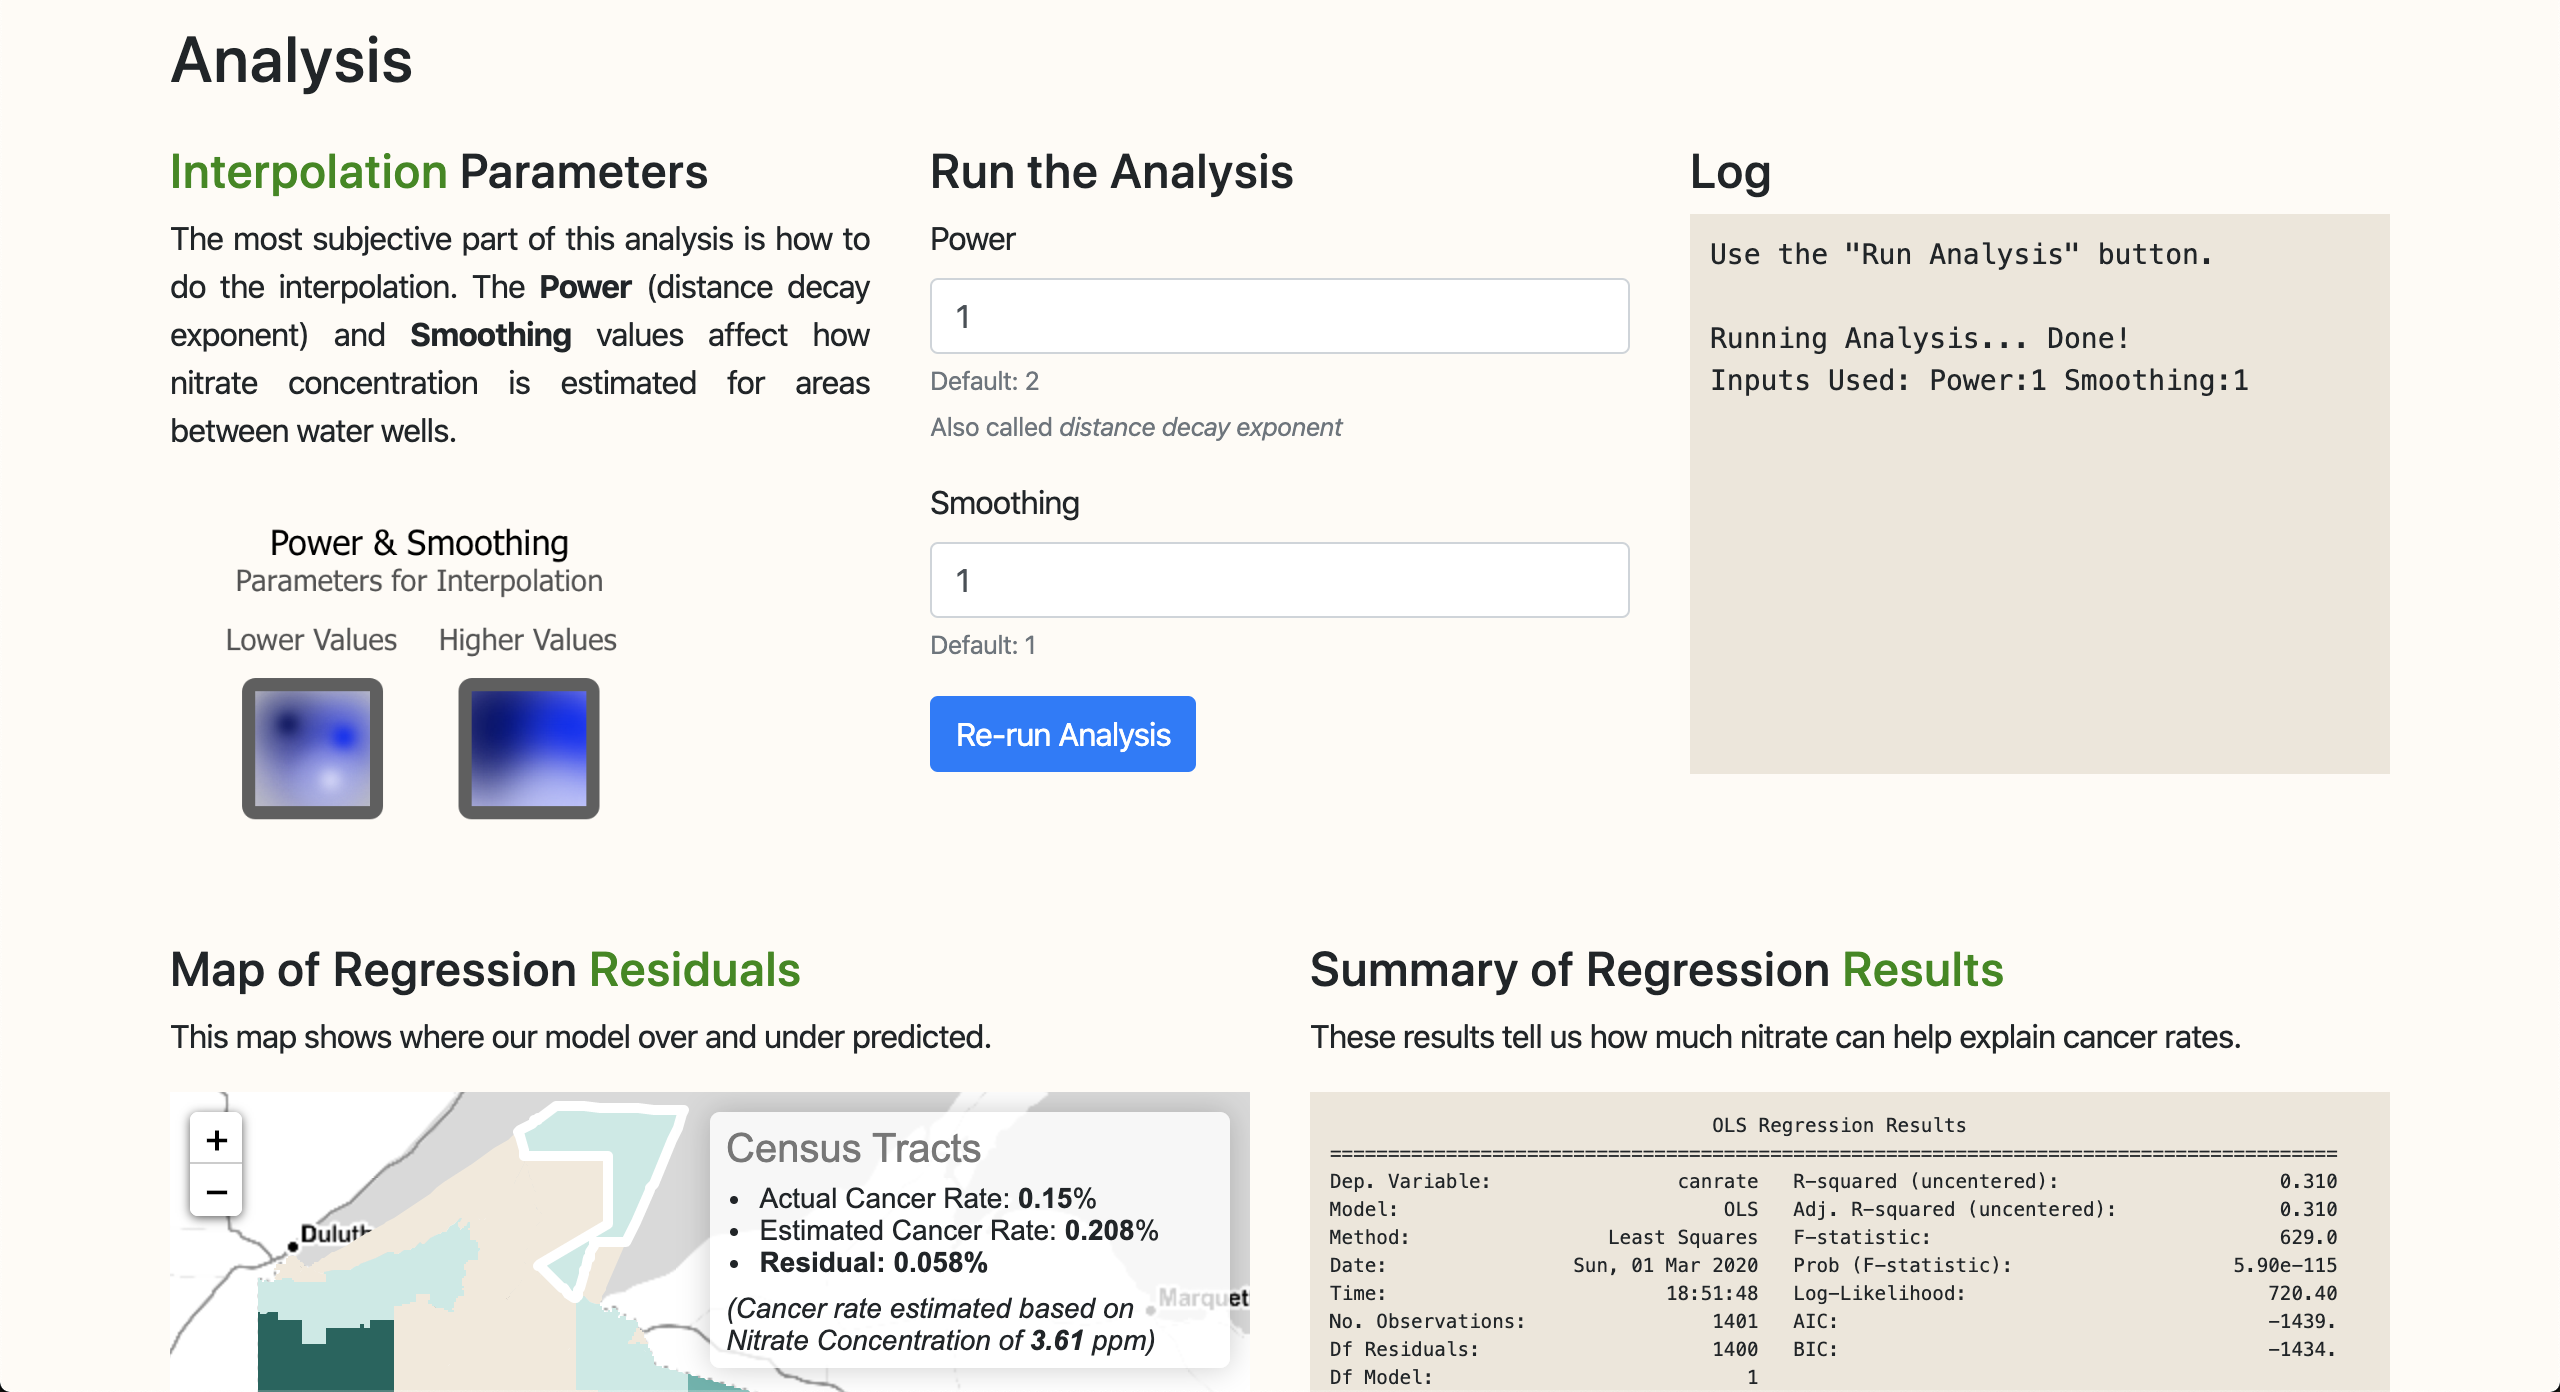 Analysis
Interpolation Parameters
The most subjective part of this analysis is how to
do the interpolation. The Power (distance decay
exponent) and Smoothing values affect how
nitrate concentration is estimated for areas
between water wells.
Power & Smoothing
Parameters for Interpolation
Lower Values Higher Values
Run the Analysis
Power
1
Default: 2
Also called distance decay exponent
Smoothing
1
Default: 1
Re-run Analysis
Log
Use the "Run Analysis" button.
Running Analysis... Done!
Inputs Used: Power:1 Smoothing:1
Map of Regression Residuals
This map shows where our model over and under predicted.
+
−
Duluth
Census Tracts
• Actual Cancer Rate: 0.15%
• Estimated Cancer Rate: 0.208%
• Residual: 0.058%
(Cancer rate estimated based on
Nitrate Concentration of 3.61 ppm)
Marquet
Summary of Regression Results
These results tell us how much nitrate can help explain cancer rates.
OLS Regression Results
==============================================================================
Dep. Variable: canrate R-squared (uncentered): 0.310
Model: OLS Adj. R-squared (uncentered): 0.310
Method: Least Squares F-statistic: 629.0
Date: Sun, 01 Mar 2020 Prob (F-statistic): 5.90e-115
Time: 18:51:48 Log-Likelihood: 720.40
No. Observations: 1401 AIC: -1439.
Df Residuals: 1400 BIC: -1434.
Df Model: 1